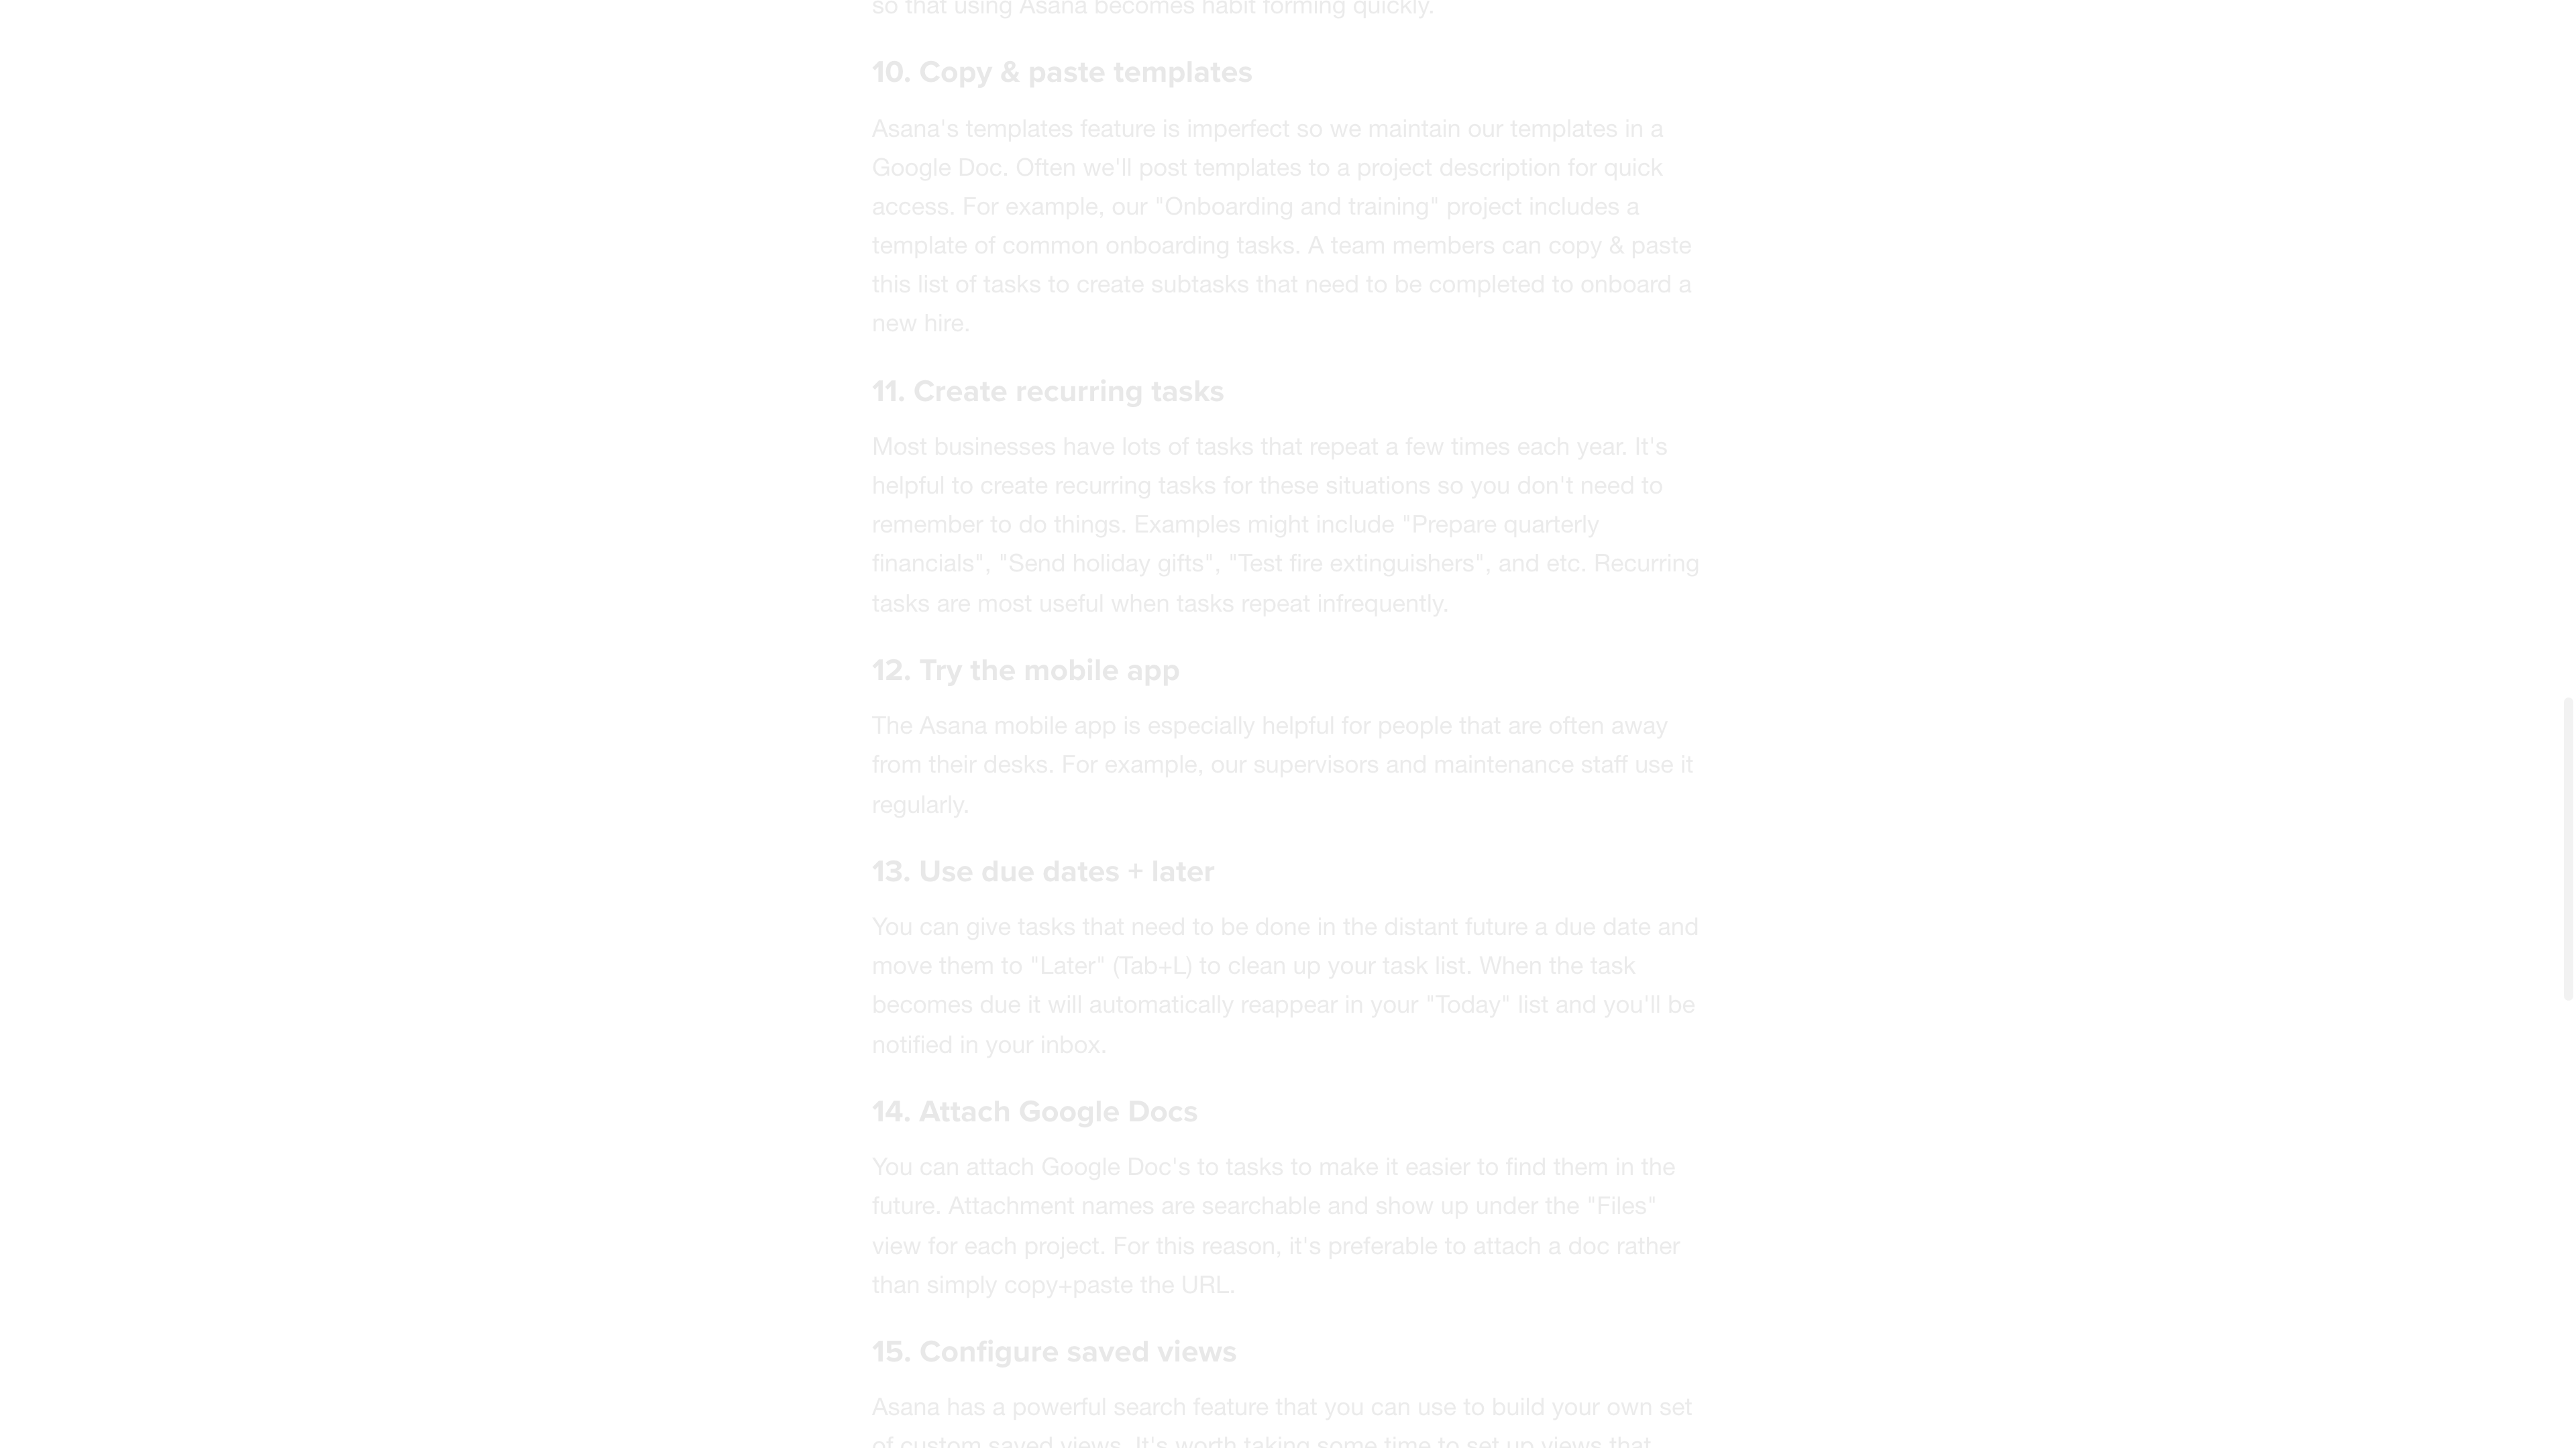 so that using Asana becomes habit forming quickly.
10. Copy & paste templates
Asana's templates feature is imperfect so we maintain our templates in a
Google Doc. Often we'll post templates to a project description for quick
access. For example, our "Onboarding and training" project includes a
template of common onboarding tasks. A team members can copy & paste
this list of tasks to create subtasks that need to be completed to onboard a
new hire.
11. Create recurring tasks
Most businesses have lots of tasks that repeat a few times each year. It's
helpful to create recurring tasks for these situations so you don't need to
remember to do things. Examples might include "Prepare quarterly
financials", "Send holiday gifts", "Test fire extinguishers", and etc. Recurring
tasks are most useful when tasks repeat infrequently.
12. Try the mobile app
The Asana mobile app is especially helpful for people that are often away
from their desks. For example, our supervisors and maintenance staff use it
regularly.
13. Use due dates + later
You can give tasks that need to be done in the distant future a due date and
move them to "Later" (Tab+L) to clean up your task list. When the task
becomes due it will automatically reappear in your "Today" list and you'll be
notified in your inbox.
14. Attach Google Docs
You can attach Google Doc's to tasks to make it easier to find them in the
future. Attachment names are searchable and show up under the "Files"
view for each project. For this reason, it's preferable to attach a doc rather
than simply copy+paste the URL.
15. Configure saved views
Asana has a powerful search feature that you can use to build your own set
of custom saved views. It's worth taking some time to set up views that